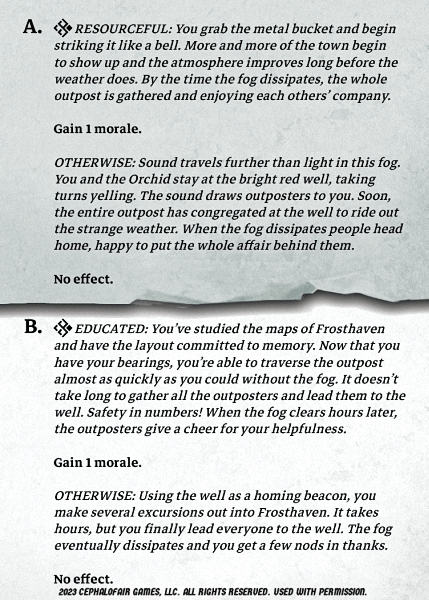 A. RESOURCEFUL: You grab the metal bucket and begin
striking it like a bell. More and more of the town begin
to show up and the atmosphere improves long before the
weather does. By the time the fog dissipates, the whole
outpost is gathered and enjoying each others’ company.
Gain 1 morale.
OTHERWISE: Sound travels further than light in this fog.
You and the Orchid stay at the bright red well, taking
turns yelling. The sound draws outposters to you. Soon,
the entire outpost has congregated at the well to ride out
the strange weather. When the fog dissipates people head
home, happy to put the whole affair behind them.
No effect.
B. EDUCATED: You’ve studied the maps of Frosthaven
and have the layout committed to memory. Now that you
have your bearings, you’re able to traverse the outpost
almost as quickly as you could without the fog. It doesn’t
take long to gather all the outposters and lead them to the
well. Safety in numbers! When the fog clears hours later,
the outposters give a cheer for your helpfulness.
Gain 1 morale.
OTHERWISE: Using the well as a homing beacon, you
make several excursions out into Frosthaven. It takes
hours, but you finally lead everyone to the well. The fog
eventually dissipates and you get a few nods in thanks.
No effect.
2023 CEPHALOFAIR GAMES, LLC. ALL RIGHTS RESERVED. USED WITH PERMISSION.